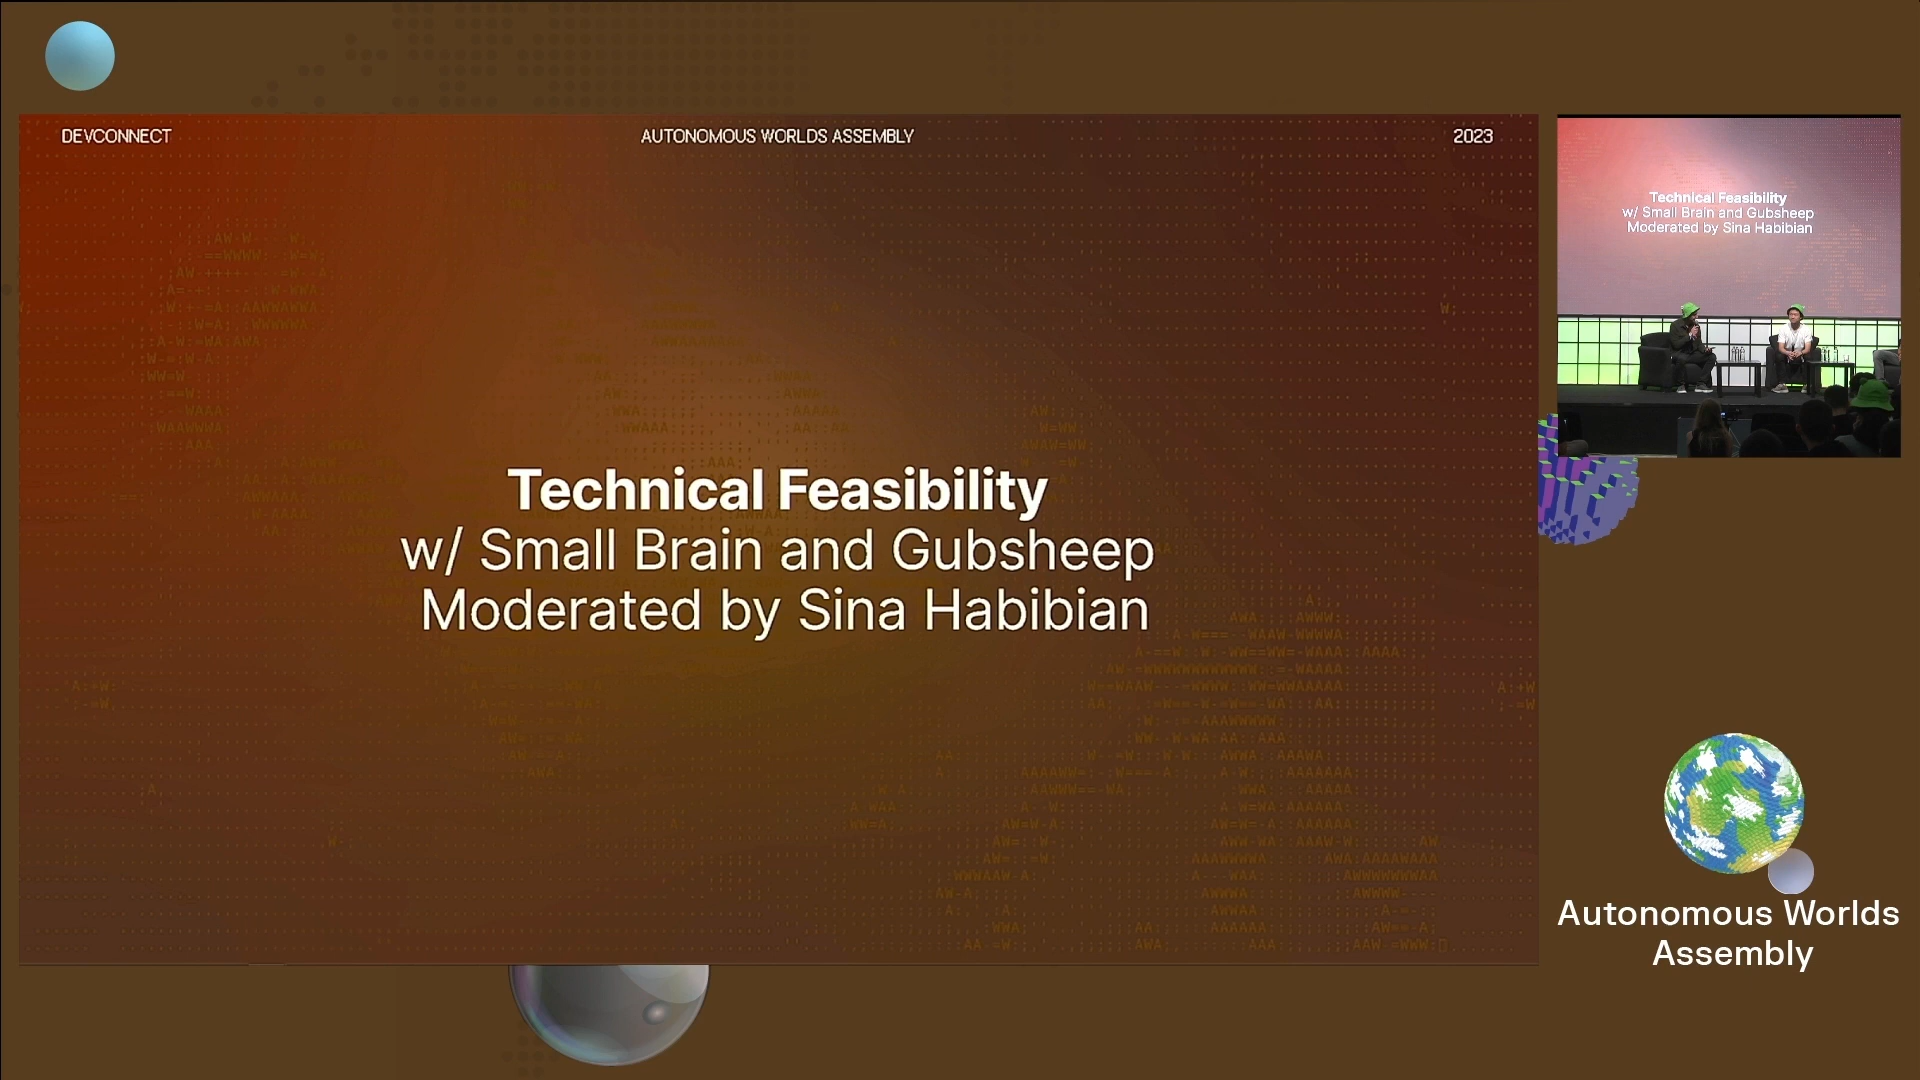 DEVCONNECT
AUTONOMOUS WORLDS ASSEMBLY
2023
Technical Feasibility
w/ Small Brain and Gubsheep
Moderated by Sina Habibian
Technical Feasibility
w/ Small Brain and Gubsheep
Moderated by Sina Habibian
Autonomous Worlds
Assembly